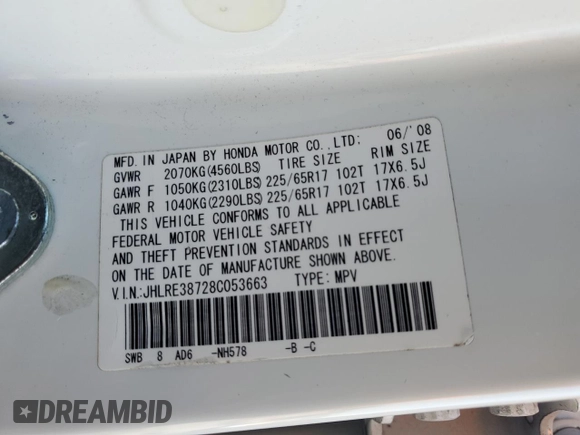 MFD. IN JAPAN BY HONDA MOTOR CO.,LTD: 06/'08
GVWR 2070KG(4560LBS) TIRE SIZE RIM SIZE
GAWR F 1050KG(2310LBS) 225/65R17 102T 17X6.5J
GAWR R 1040KG(2290LBS) 225/65R17 102T 17X6.5J
THIS VEHICLE CONFORMS TO ALL APPLICABLE
FEDERAL MOTOR VEHICLE SAFETY
AND THEFT PREVENTION STANDARDS IN EFFECT
ON THE DATE OF MANUFACTURE SHOWN ABOVE.
V.I.N.:JHLRE38728C053663 TYPE: MPV
SWB 8 AD6 -NH578 -B -C
DREAMBID